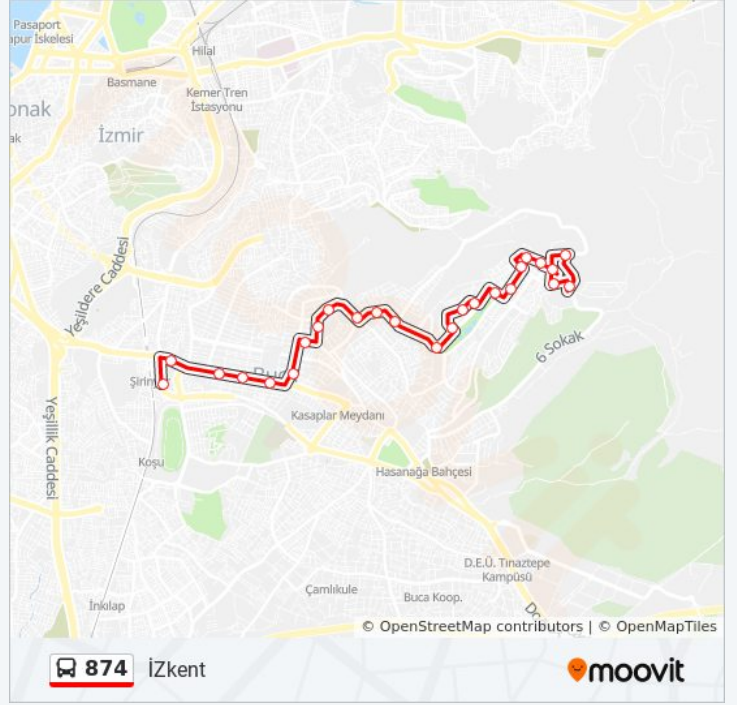 Pasaport
apur İskelesi
Hilal
Basmane
Kemer Tren
İstasyonu
onak
ak
İzmir
Yeşildere Caddesi
6 Sokak
Şirin
Yeşillik Caddesi
Kasaplar Meydanı
Koşu
Hasanağa Bahçesi
D.E.Ü. Tınaztepe
Kampüsü
Çamlıkule
Buca Koop.
İnkılap
© OpenStreetMap contributors | © OpenMapTiles
874 İZkent
moovit